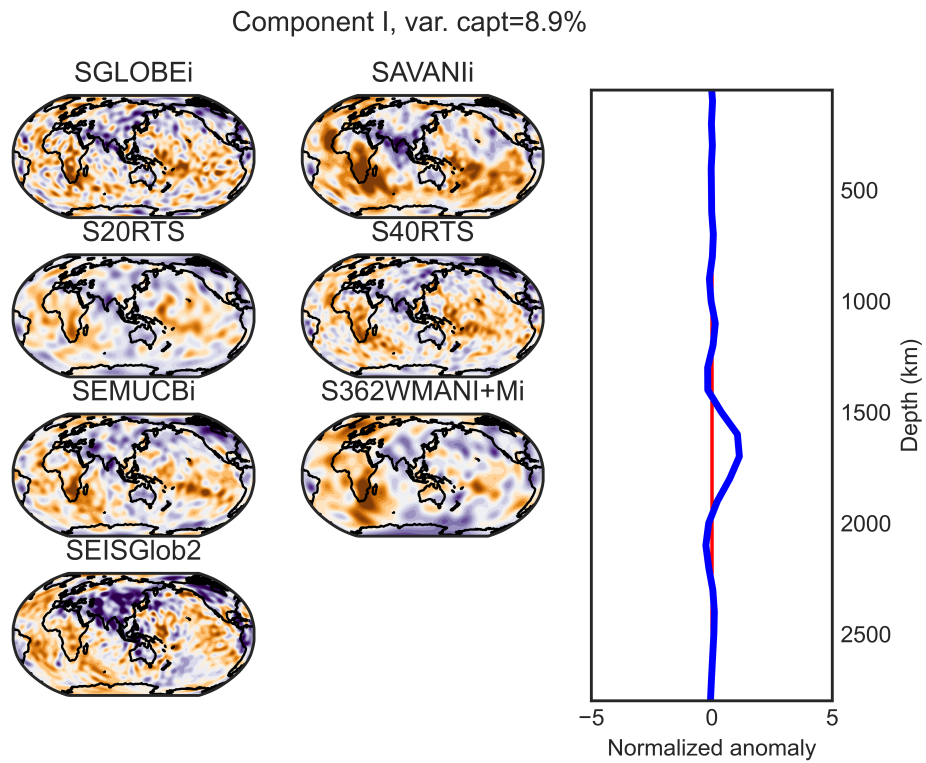 Component I, var. capt=8.9%
SGLOBEi
SAVANIi
S20RTS
S40RTS
SEMUCBi
S362WMANI+Mi
SEISGlob2
500
1000
1500
2000
2500
Depth (km)
−5
0
5
Normalized anomaly